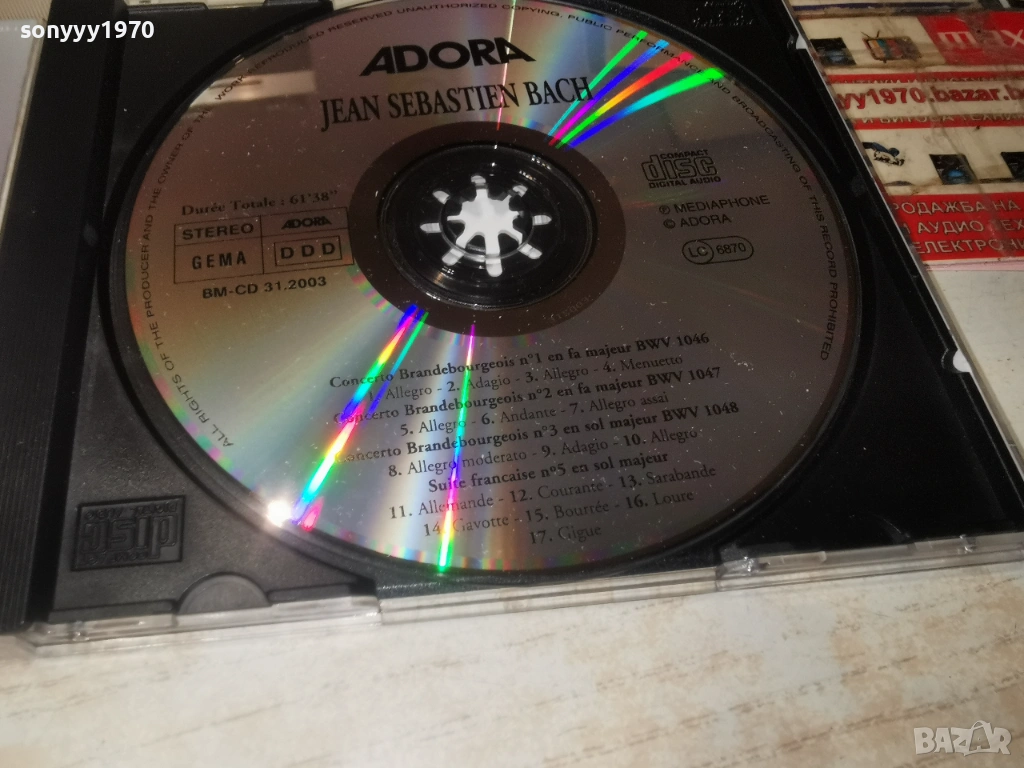 sonyyy1970
ALL RIGHTS OF THE PRODUCER AND THE OWNER OF THE WORK REPRODUCED RESERVED UNAUTHORIZED COPYING, PUBLIC PERFORMANCE AND BROADCASTING OF THIS RECORD PROHIBITED
ADORA
JEAN SEBASTIEN BACH
Durée Totale : 61'38"
STEREO ADORA
GEMA DDD
BM-CD 31.2003
COMPACT
disc
DIGITAL AUDIO
℗ MEDIAPHONE
© ADORA
LC 6870
Concerto Brandebourgeois n°1 en fa majeur BWV 1046
1. Allegro - 2. Adagio - 3. Allegro - 4. Menuetto
Concerto Brandebourgeois n°2 en fa majeur BWV 1047
5. Allegro - 6. Andante - 7. Allegro assai
Concerto Brandebourgeois n°3 en sol majeur BWV 1048
8. Allegro moderato - 9. Adagio - 10. Allegro
Suite francaise n°5 en sol majeur
11. Allemande - 12. Courante - 13. Sarabande
14. Gavotte - 15. Bourrée - 16. Loure
17. Gigue
disc
yy1970.bazar.b
РОДАЖБА НА
АУДИО ТЕХ
ЕЛЕКТРОН
BAZAR